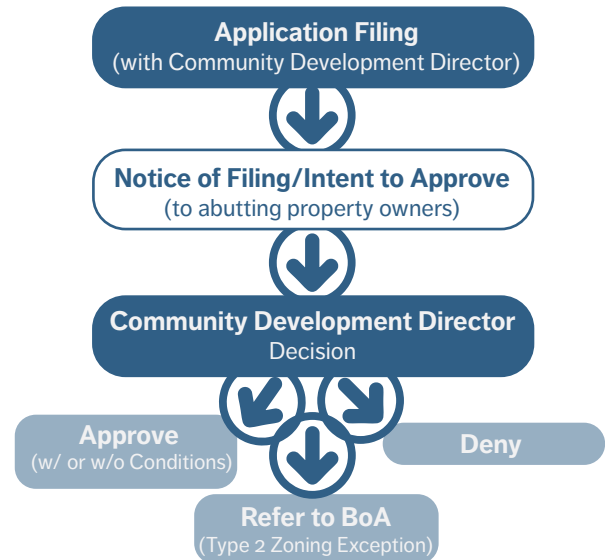 Application Filing
(with Community Development Director)
Notice of Filing/Intent to Approve
(to abutting property owners)
Community Development Director
Decision
Approve
(w/ or w/o Conditions)
Deny
Refer to BoA
(Type 2 Zoning Exception)